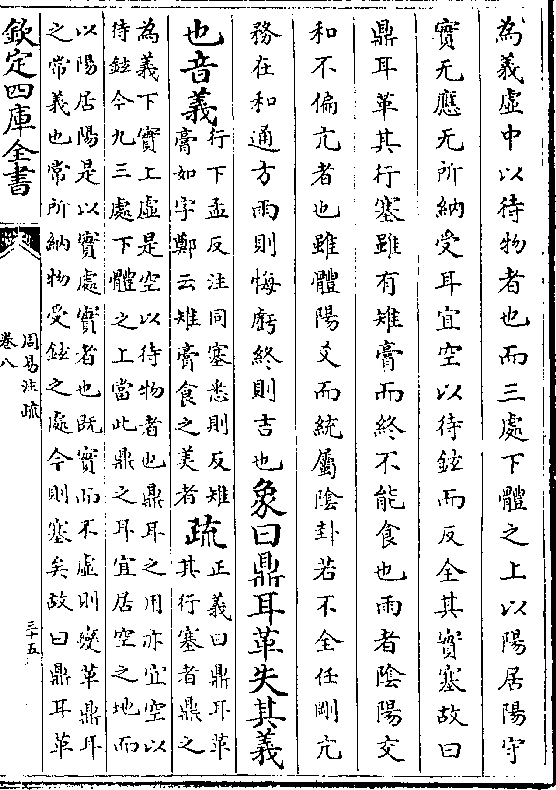 為義虛中以待物者也而三處下體之上以陽居陽守
實无應无所納受耳宜空以待鉉而反全其實塞故曰
鼎耳革其行塞雖有雉膏而終不能食也雨者陰陽交
和不偏亢者也雖體陽爻而統屬陰卦若不全任剛亢
務在和通方雨則悔虧終則吉也象曰鼎耳革失其義
也音義
行下孟反注同塞悉則反雉
膏如字鄭云雉膏食之美者
疏
正義曰鼎耳革
其行塞者鼎之
為義下實上虛是空以待物者也鼎耳之用亦宜空以
待鉉今九三處下體之上當此鼎之耳宜居空之地而
以陽居陽是以實處實者也既實而不虛則變革鼎耳
之常義也常所納物受鉉之處今則塞矣故曰鼎耳革
欽定四庫全書
周易注疏
卷八
三十五